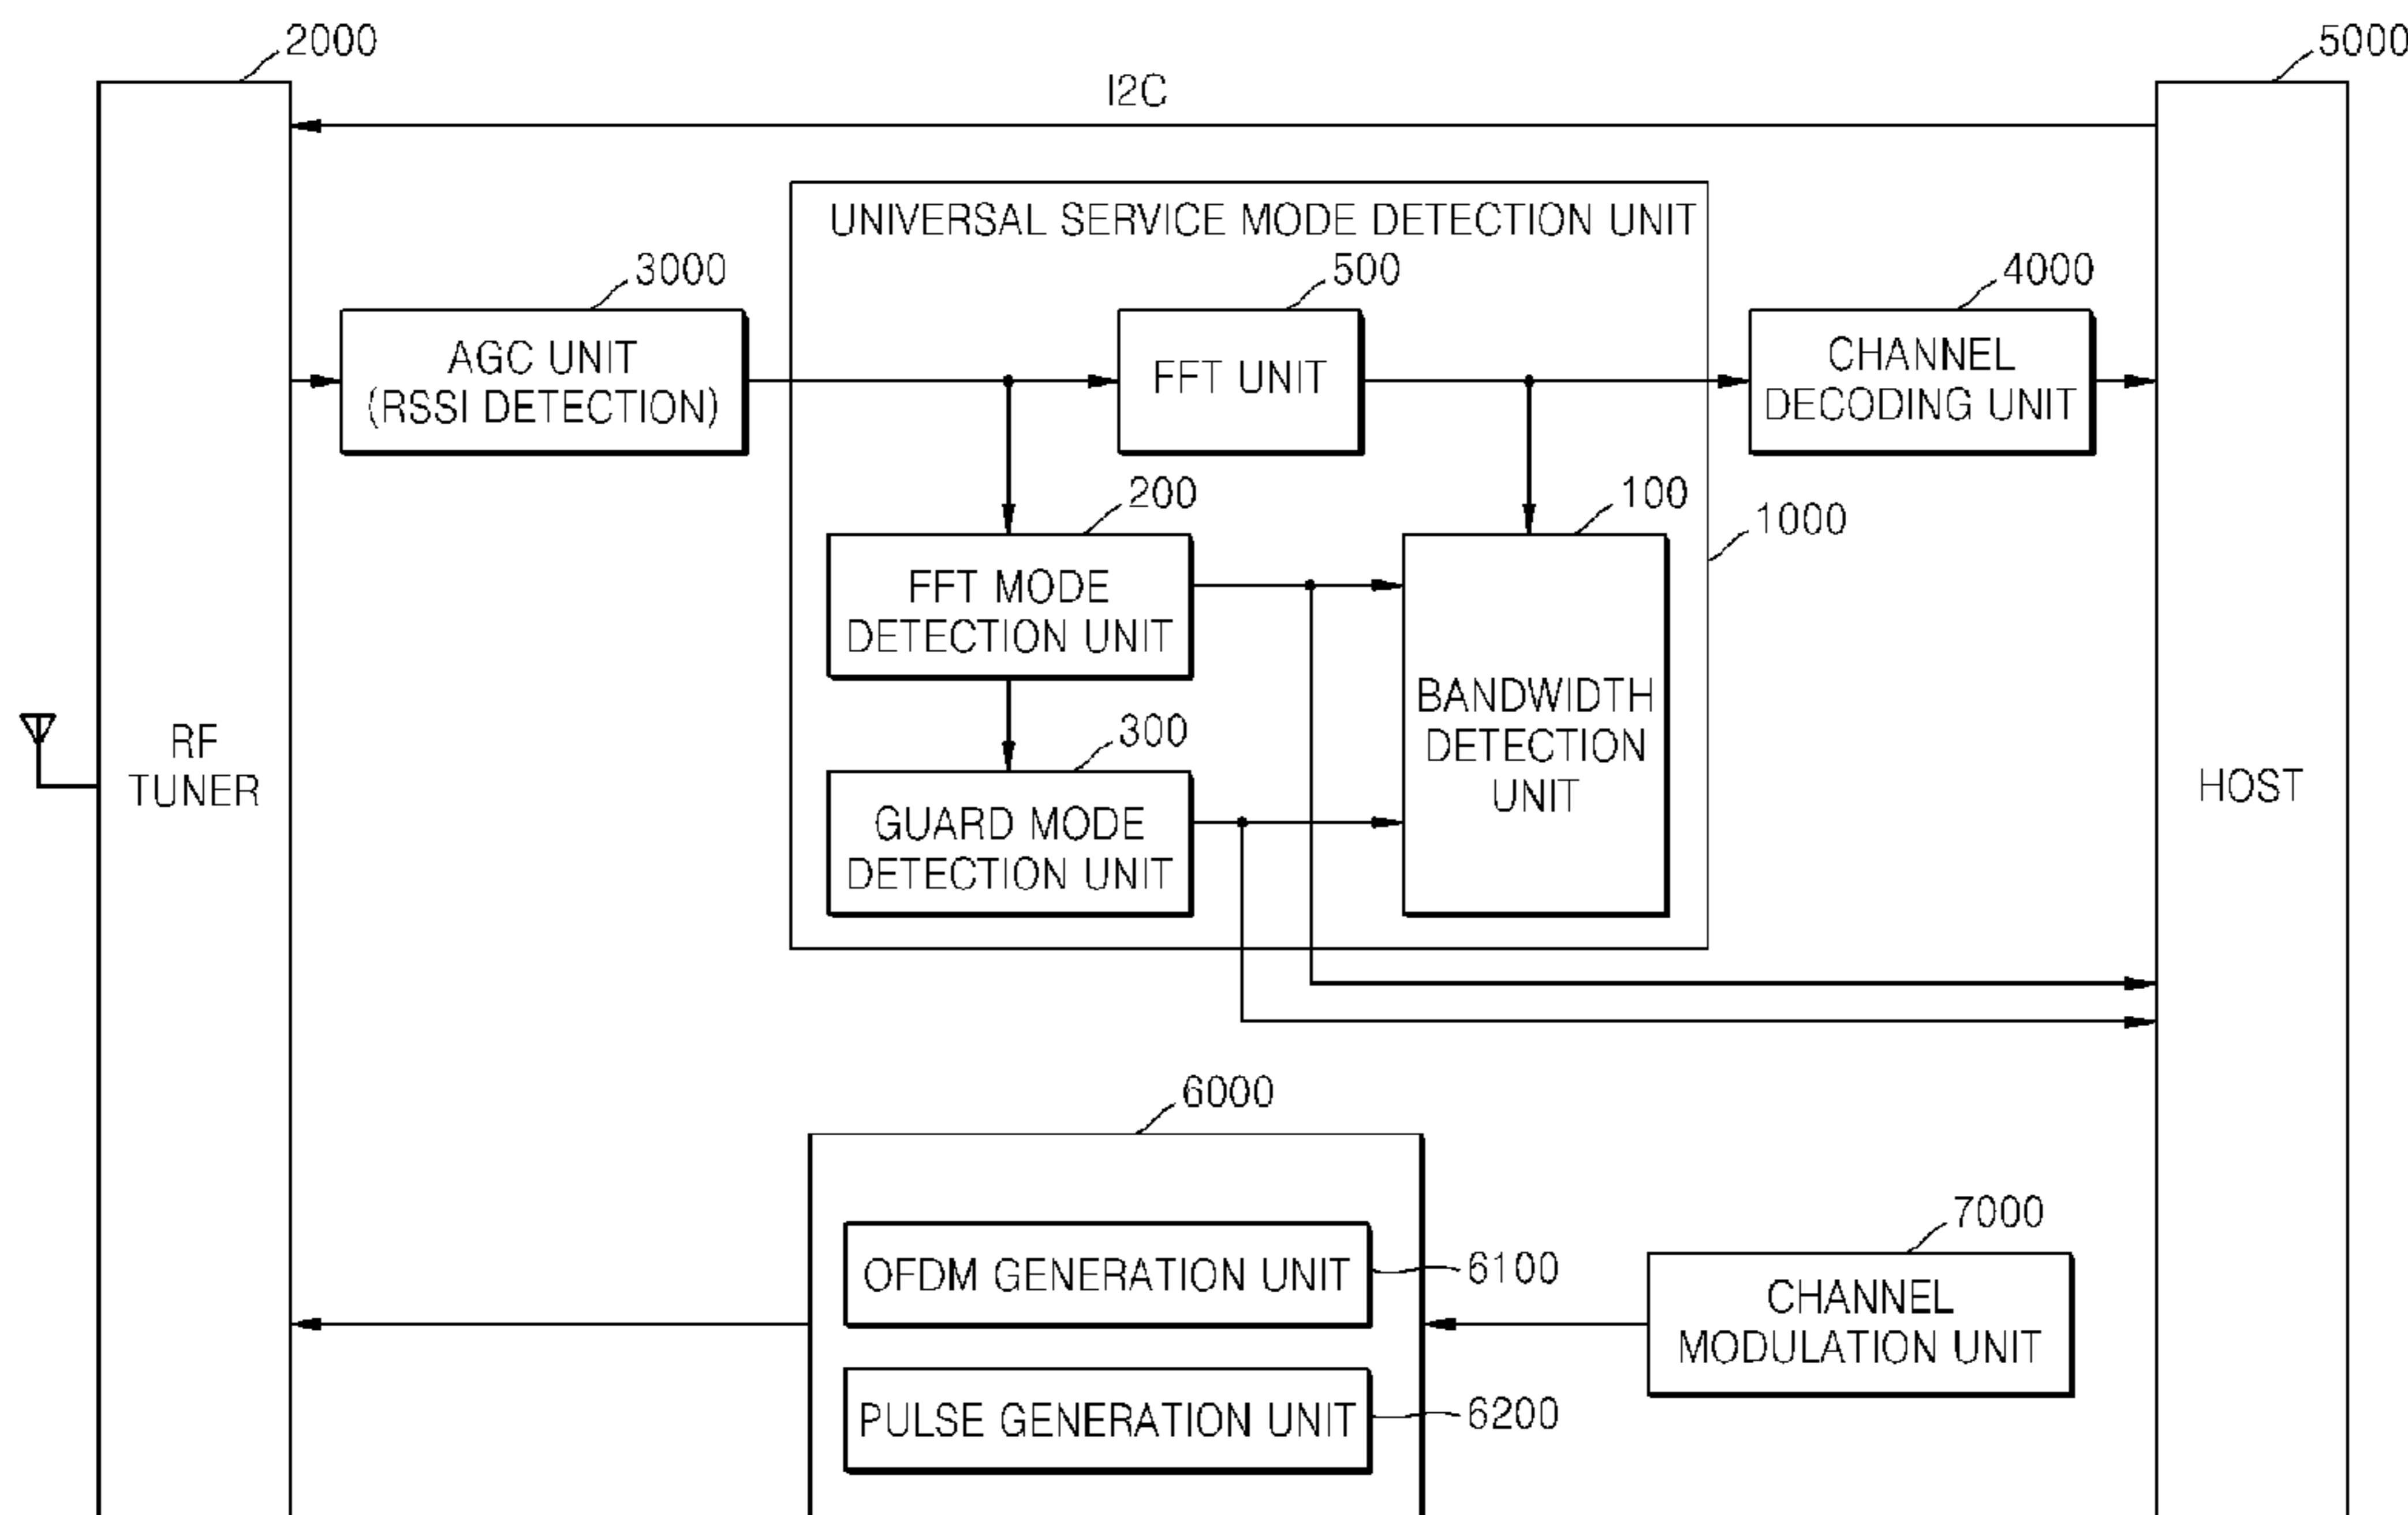 2000
5000
I2C
UNIVERSAL SERVICE MODE DETECTION UNIT
3000
500
4000
AGC UNIT
(RSSI DETECTION)
FFT UNIT
CHANNEL
DECODING UNIT
200
100
1000
FFT MODE
DETECTION UNIT
BANDWIDTH
DETECTION
UNIT
300
GUARD MODE
DETECTION UNIT
RF
TUNER
HOST
6000
7000
OFDM GENERATION UNIT
6100
CHANNEL
MODULATION UNIT
PULSE GENERATION UNIT
6200